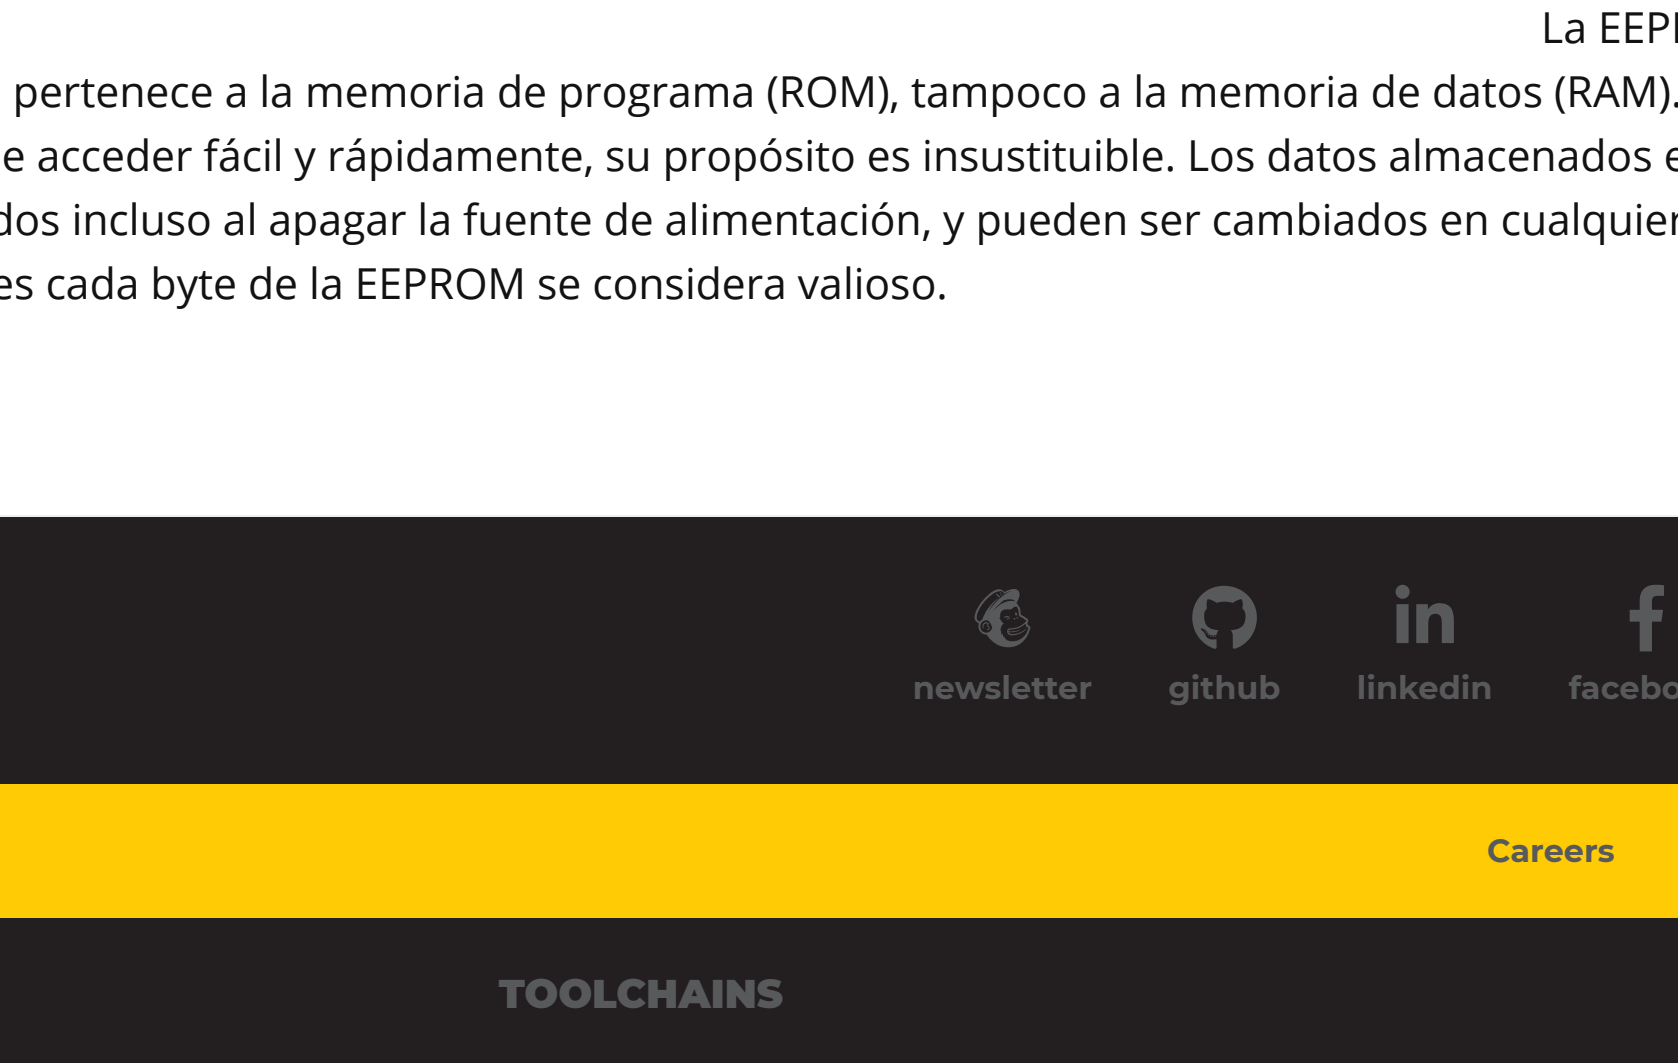 La EEP
pertenece a la memoria de programa (ROM), tampoco a la memoria de datos (RAM).
e acceder fácil y rápidamente, su propósito es insustituible. Los datos almacenados e
dos incluso al apagar la fuente de alimentación, y pueden ser cambiados en cualquier
es cada byte de la EEPROM se considera valioso.
newsletter github linkedin facebo
Careers
TOOLCHAINS